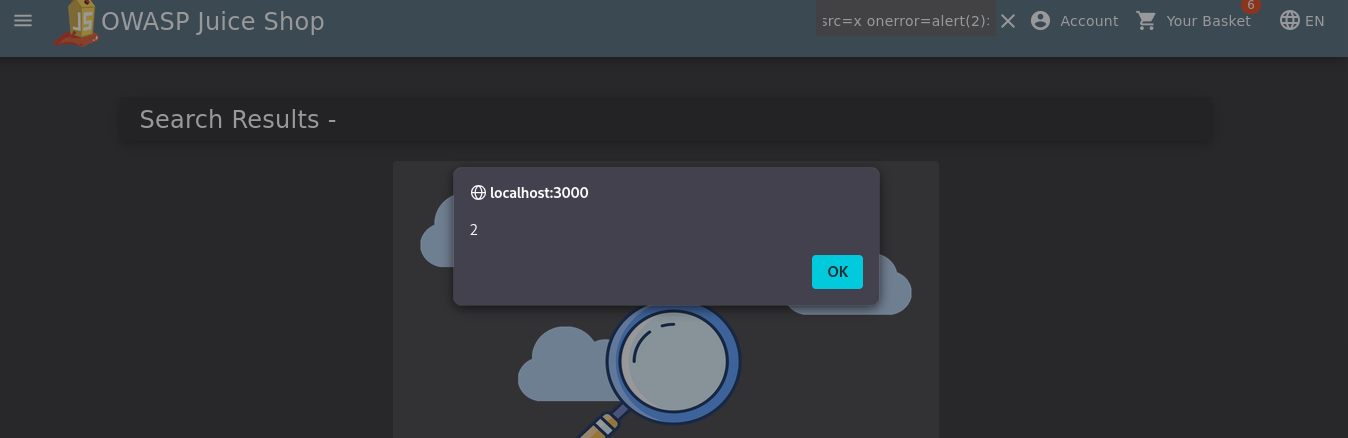 OWASP Juice Shop
src=x onerror=alert(2)>
Account
Your Basket
6
EN
Search Results -
localhost:3000
2
OK